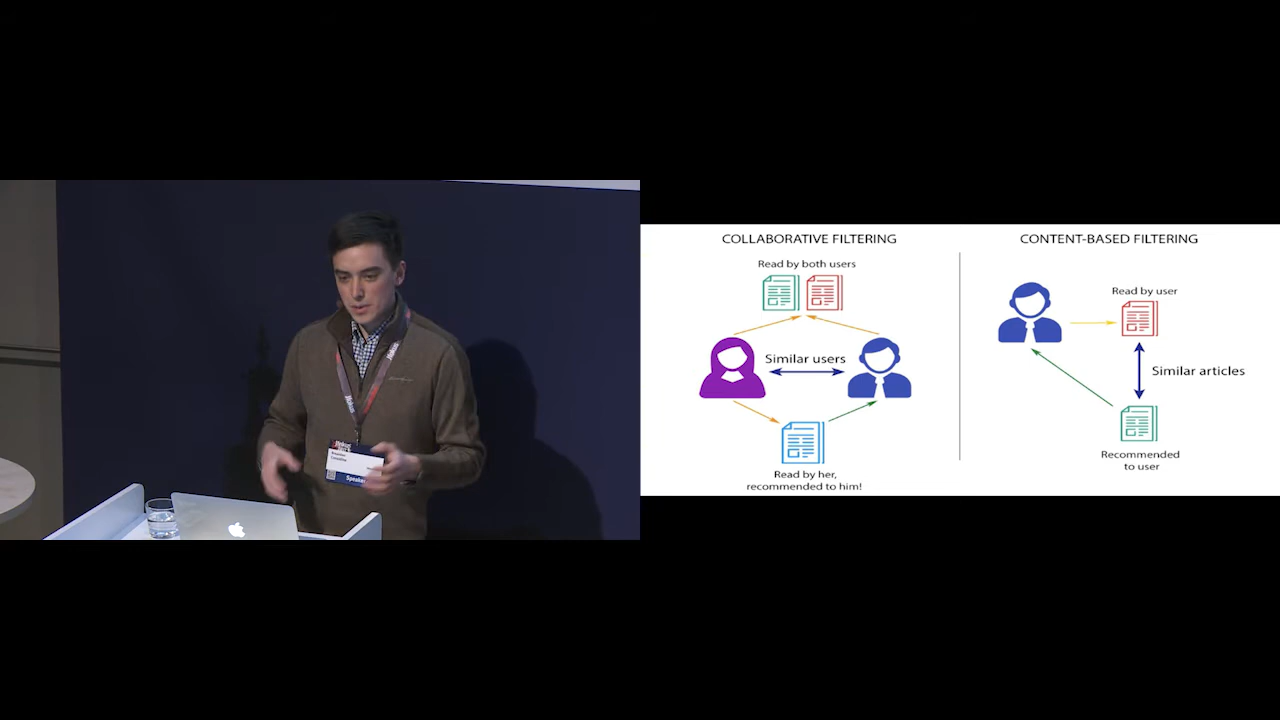 Speaker
COLLABORATIVE FILTERING
Read by both users
Similar users
Read by her,
recommended to him!
CONTENT-BASED FILTERING
Read by user
Similar articles
Recommended
to user